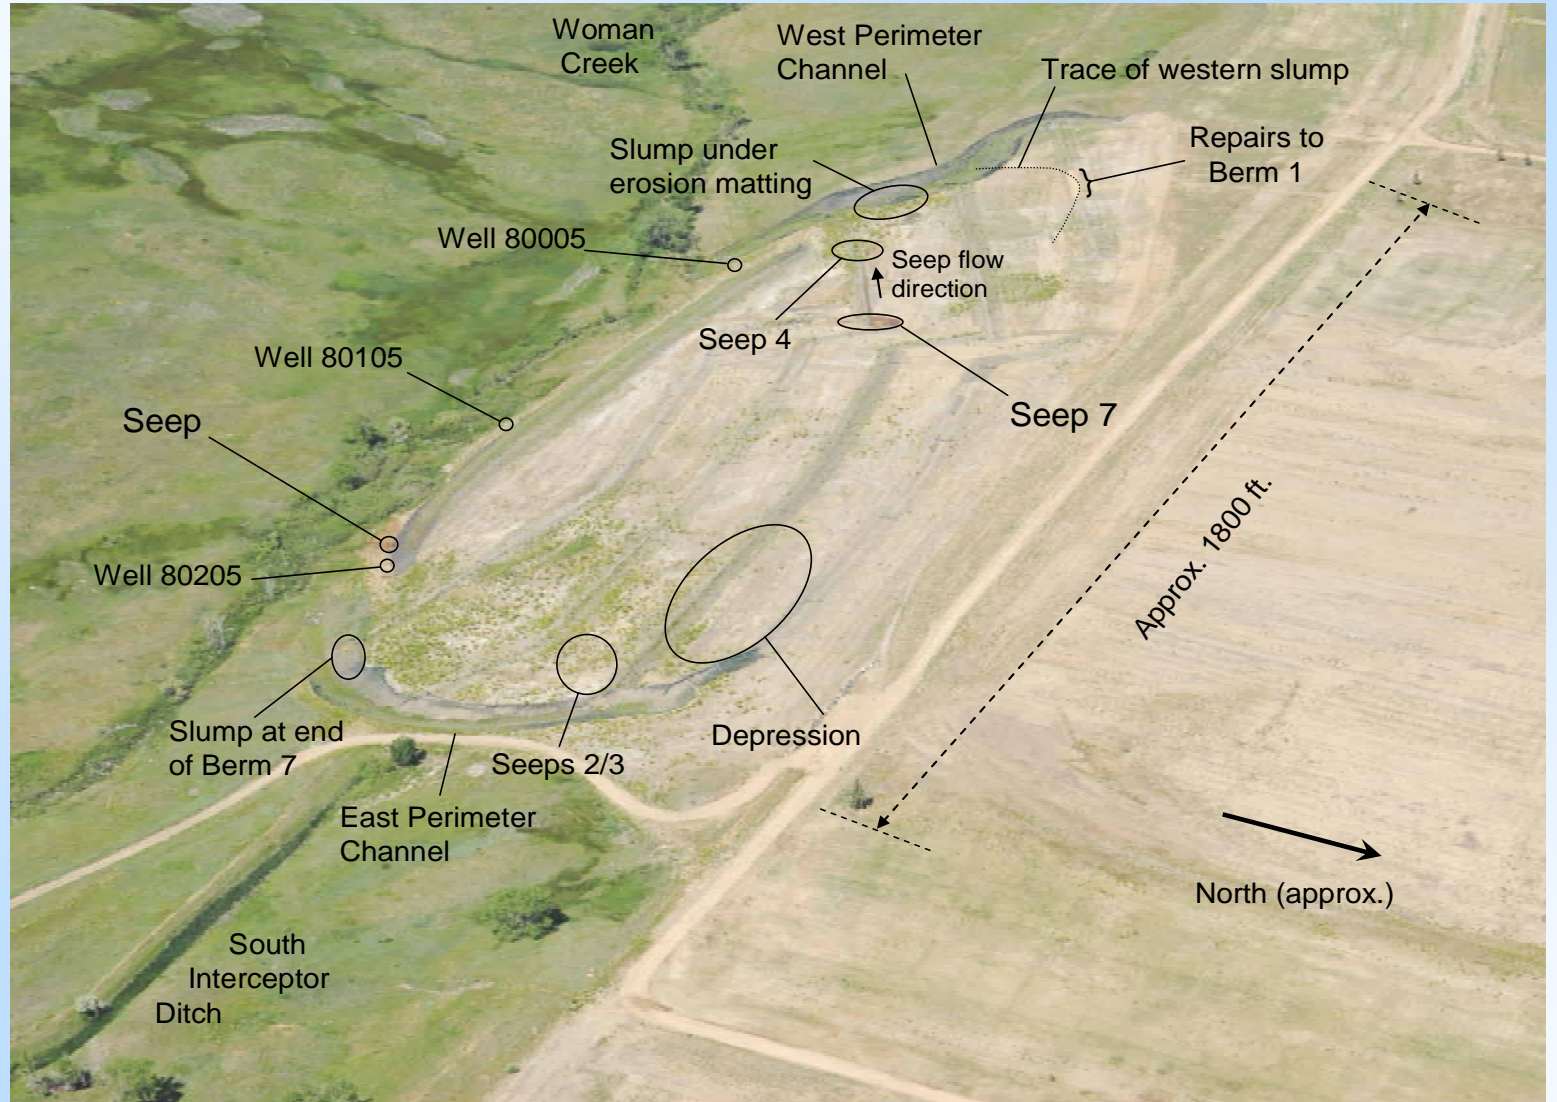 Woman
Creek
West Perimeter
Channel
Trace of western slump
Repairs to
Berm 1
Slump under
erosion matting
Well 80005
Seep flow
direction
Seep 4
Well 80105
Seep 7
Seep
Well 80205
Approx. 1800 ft.
Slump at end
of Berm 7
Seeps 2/3
Depression
East Perimeter
Channel
North (approx.)
South
Interceptor
Ditch